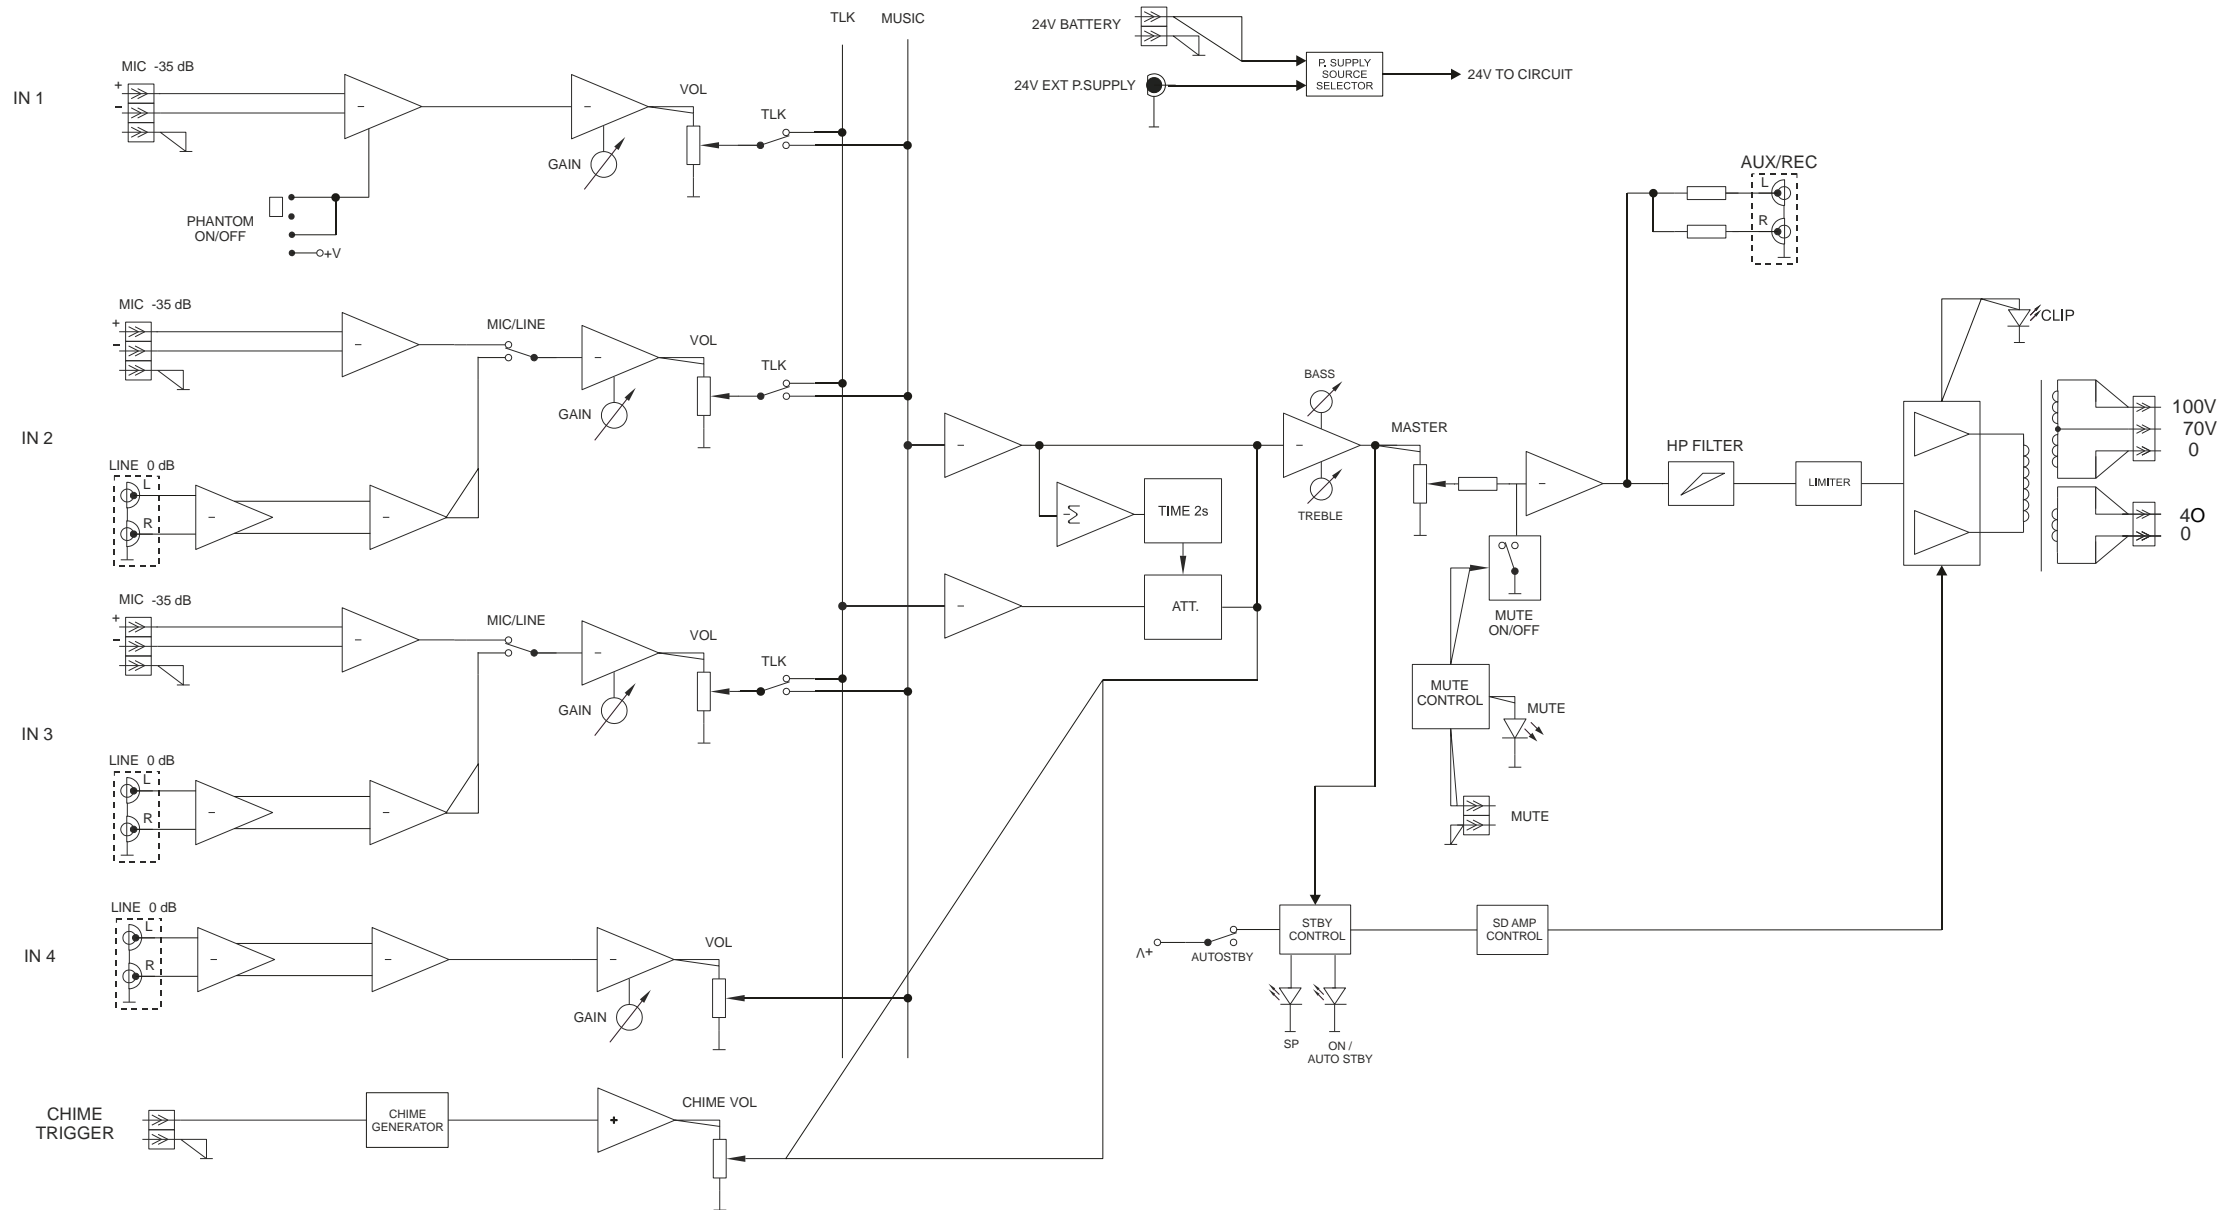 TLK MUSIC
24V BATTERY
24V EXT P.SUPPLY
P. SUPPLY
SOURCE
SELECTOR
24V TO CIRCUIT
IN 1
MIC -35 dB
+
−
−
−
VOL
GAIN
TLK
PHANTOM
ON/OFF
+V
AUX/REC
L
R
IN 2
MIC -35 dB
+
−
−
MIC/LINE
−
VOL
GAIN
TLK
LINE 0 dB
L
R
−
−
IN 3
MIC -35 dB
+
−
−
MIC/LINE
−
VOL
GAIN
TLK
LINE 0 dB
L
R
−
−
IN 4
LINE 0 dB
L
R
−
−
−
VOL
GAIN
CHIME
TRIGGER
CHIME
GENERATOR
+
CHIME VOL
−
−Σ
TIME 2s
−
ATT.
BASS
−
TREBLE
MASTER
−
MUTE
ON/OFF
MUTE
CONTROL
MUTE
MUTE
HP FILTER
LIMITER
CLIP
100V
70V
0
4O
0
Λ+
AUTOSTBY
STBY
CONTROL
SD AMP
CONTROL
SP
ON /
AUTO STBY